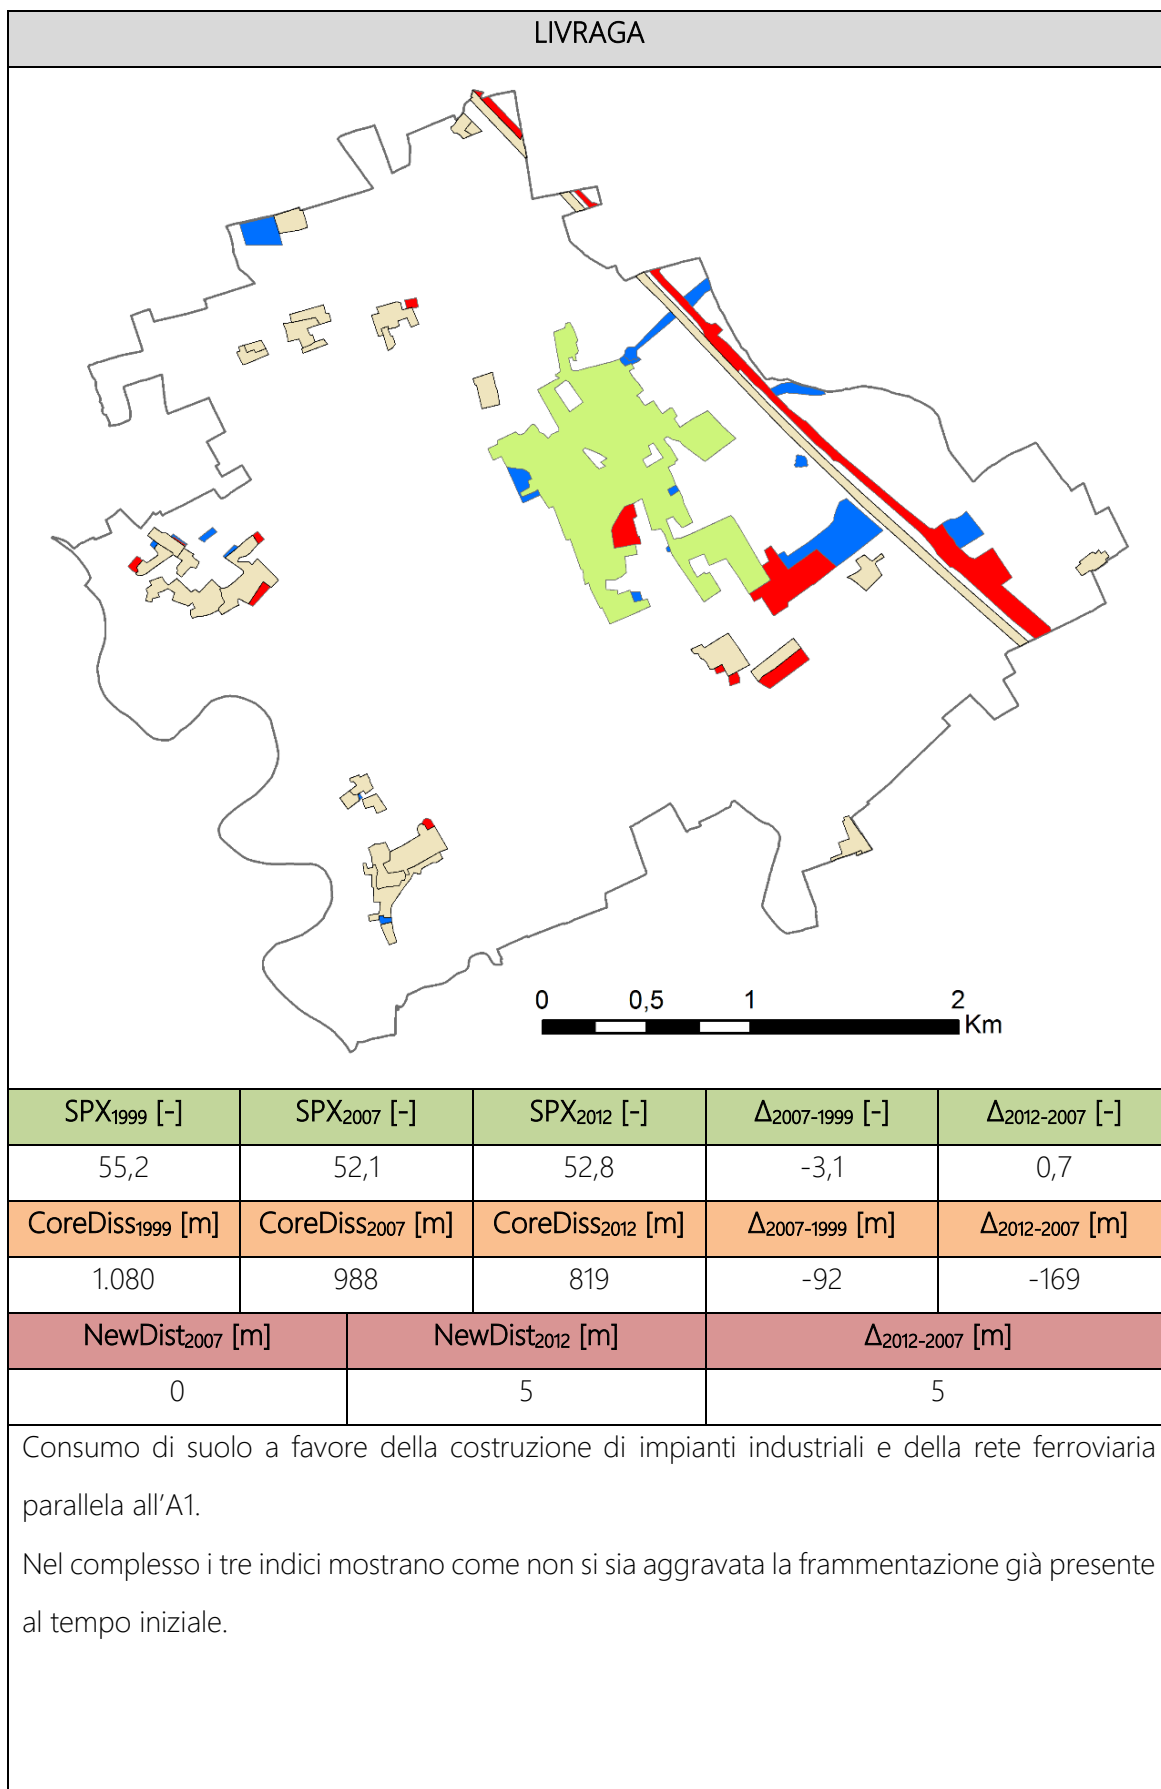 LIVRAGA
0 0,5 1 2
Km
SPX1999 [-] SPX2007 [-] SPX2012 [-] Δ2007-1999 [-] Δ2012-2007 [-]
55,2 52,1 52,8 -3,1 0,7
CoreDiss1999 [m] CoreDiss2007 [m] CoreDiss2012 [m] Δ2007-1999 [m] Δ2012-2007 [m]
1.080 988 819 -92 -169
NewDist2007 [m] NewDist2012 [m] Δ2012-2007 [m]
0 5 5
Consumo di suolo a favore della costruzione di impianti industriali e della rete ferroviaria
parallela all’A1.
Nel complesso i tre indici mostrano come non si sia aggravata la frammentazione già presente
al tempo iniziale.